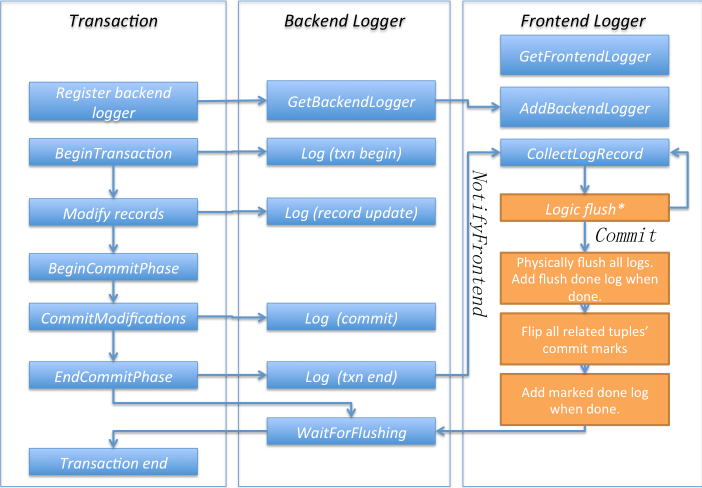 Transaction
Register backend
logger
BeginTransaction
Modify records
BeginCommitPhase
CommitModifications
EndCommitPhase
Transaction end
Backend Logger
GetBackendLogger
Log (txn begin)
Log (record update)
Log (commit)
Log (txn end)
WaitForFlushing
NotifyFrontend
Frontend Logger
GetFrontendLogger
AddBackendLogger
CollectLogRecord
Logic flush*
Commit
Physically flush all logs.
Add flush done log when
done.
Flip all related tuples’
commit marks
Add marked done log
when done.